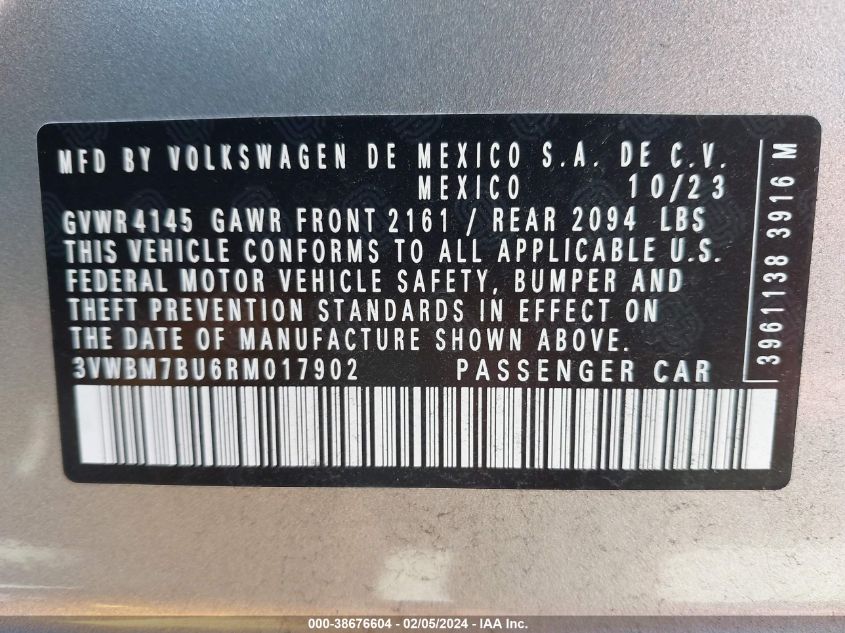 MFD BY VOLKSWAGEN DE MEXICO S.A. DE C.V.
MEXICO 10/23
GVWR 4145 GAWR FRONT 2161 / REAR 2094 LBS
THIS VEHICLE CONFORMS TO ALL APPLICABLE U.S.
FEDERAL MOTOR VEHICLE SAFETY, BUMPER AND
THEFT PREVENTION STANDARDS IN EFFECT ON
THE DATE OF MANUFACTURE SHOWN ABOVE.
3VWBM7BU6RM017902 PASSENGER CAR
3961138 3916 M
000-38676604 - 02/05/2024 - IAA Inc.